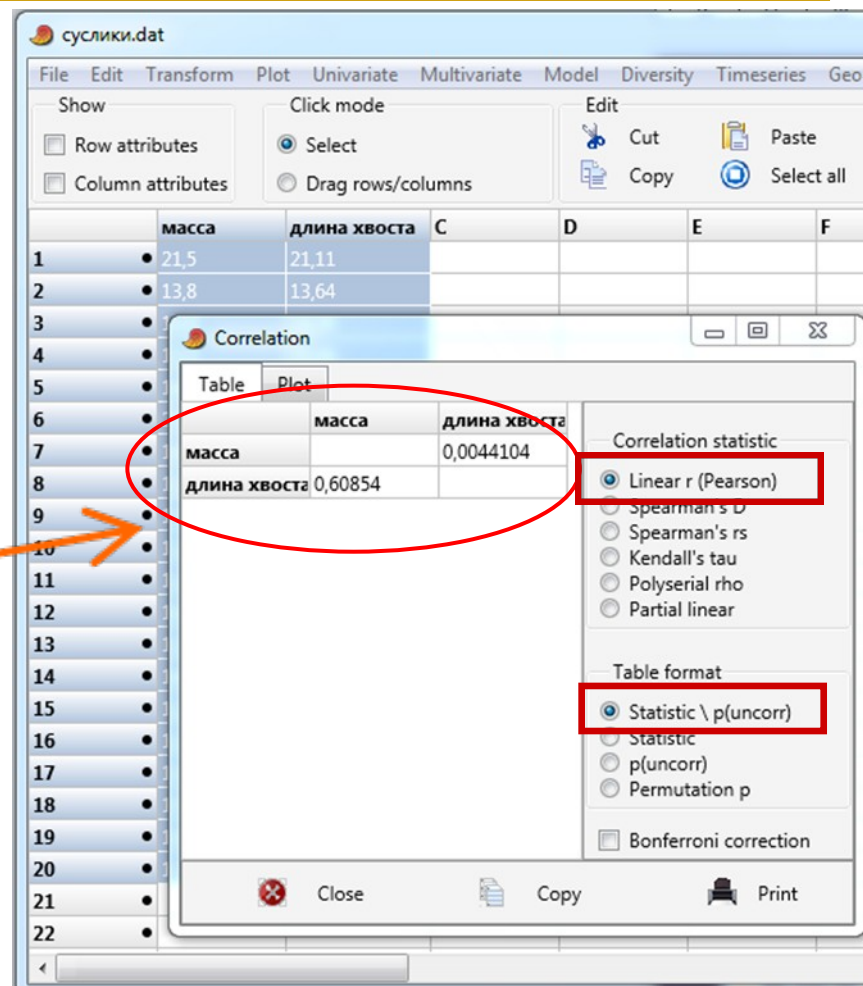 суслики.dat
File Edit Transform Plot Univariate Multivariate Model Diversity Timeseries Geo
Show Click mode Edit
Row attributes Select Cut Paste
Column attributes Drag rows/columns Copy Select all
масса длина хвоста C D E F
1 21,5 21,11
2 13,8 13,64
3
4
5
6
7
8
9
10
11
12
13
14
15
16
17
18
19
20
21
22
Correlation
Table Plot
масса длина хвоста
масса 0,0044104
длина хвоста 0,60854
Correlation statistic
Linear r (Pearson)
Spearman's D
Spearman's rs
Kendall's tau
Polyserial rho
Partial linear
Table format
Statistic \ p(uncorr)
Statistic
p(uncorr)
Permutation p
Bonferroni correction
Close Copy Print